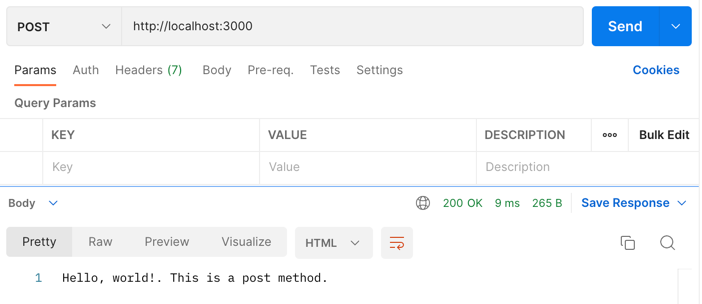 POST http://localhost:3000 Send
Params Auth Headers (7) Body Pre-req. Tests Settings Cookies
Query Params
KEY VALUE DESCRIPTION ooo Bulk Edit
Key Value Description
Body 200 OK 9 ms 265 B Save Response
Pretty Raw Preview Visualize HTML
1 Hello, world!. This is a post method.